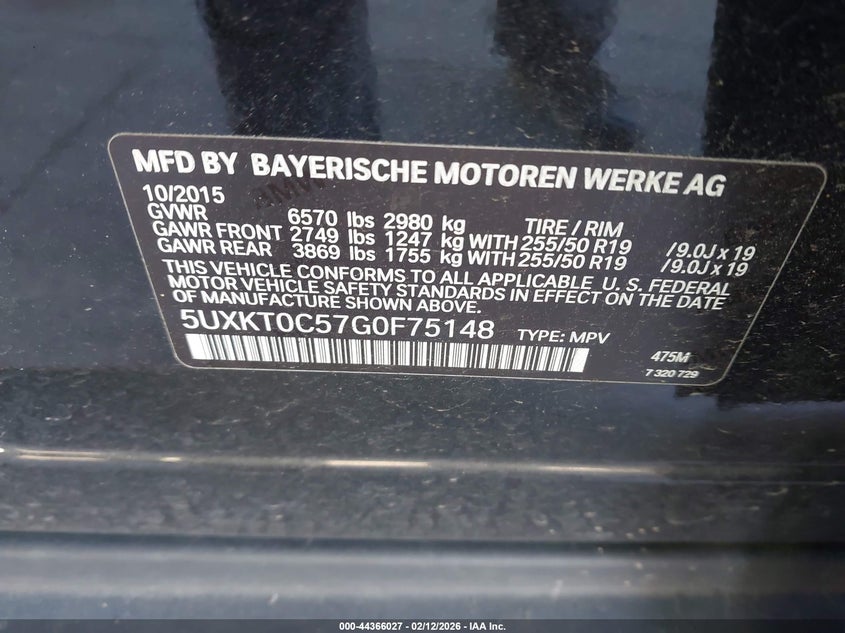 MFD BY BAYERISCHE MOTOREN WERKE AG
10/2015
GVWR 6570 lbs 2980 kg TIRE / RIM
GAWR FRONT 2749 lbs 1247 kg WITH 255/50 R19 / 9.0J x 19
GAWR REAR 3869 lbs 1755 kg WITH 255/50 R19 / 9.0J x 19
THIS VEHICLE CONFORMS TO ALL APPLICABLE U. S. FEDERAL
MOTOR VEHICLE SAFETY STANDARDS IN EFFECT ON THE DATE
OF MANUFACTURE SHOWN ABOVE.
5UXKT0C57G0F75148 TYPE: MPV 475M
7 320 729
000-44366027 - 02/12/2026 - IAA Inc.